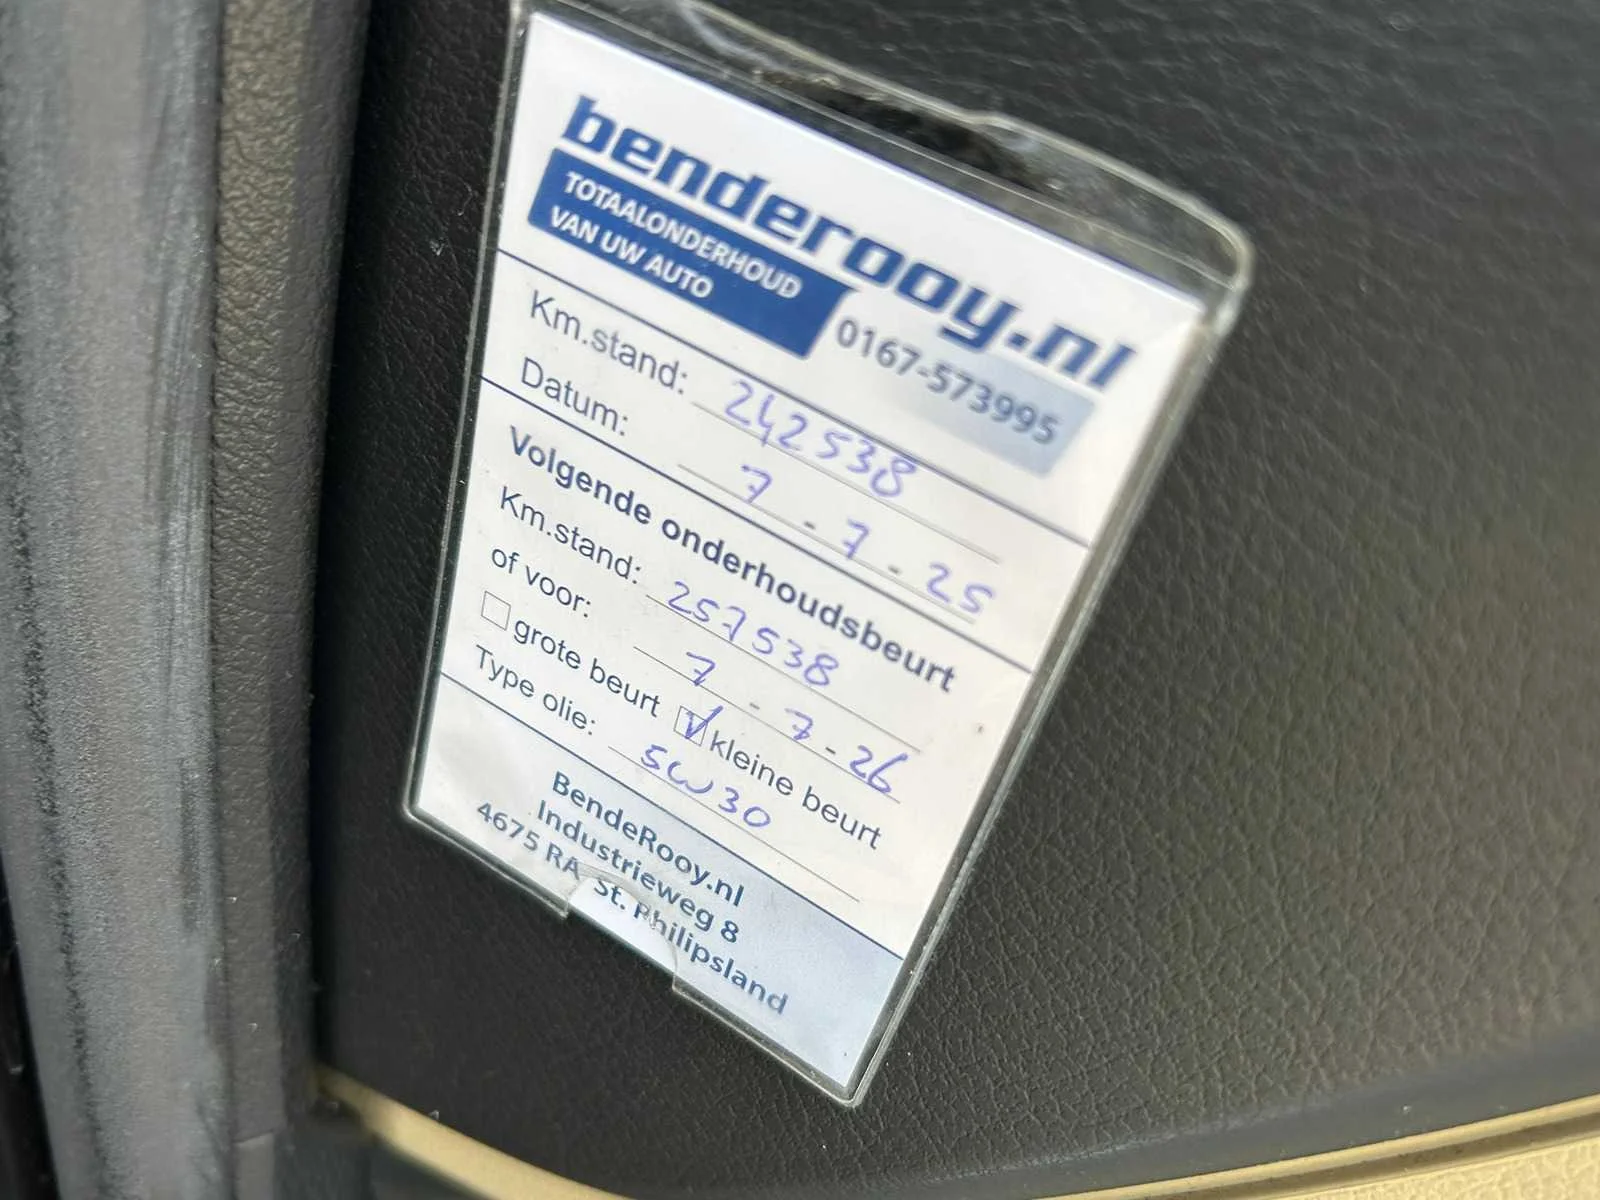 benderooy.nl
TOTAALONDERHOUD
VAN UW AUTO
0167-573995
Km.stand: 242538
Datum: 7 - 7 - 25
Volgende onderhoudsbeurt
Km.stand: 257538
of voor: 7 - 7 - 26
grote beurt kleine beurt
Type olie: 5W30
BendeRooy.nl
Industrieweg 8
4675 RA St. Philipsland